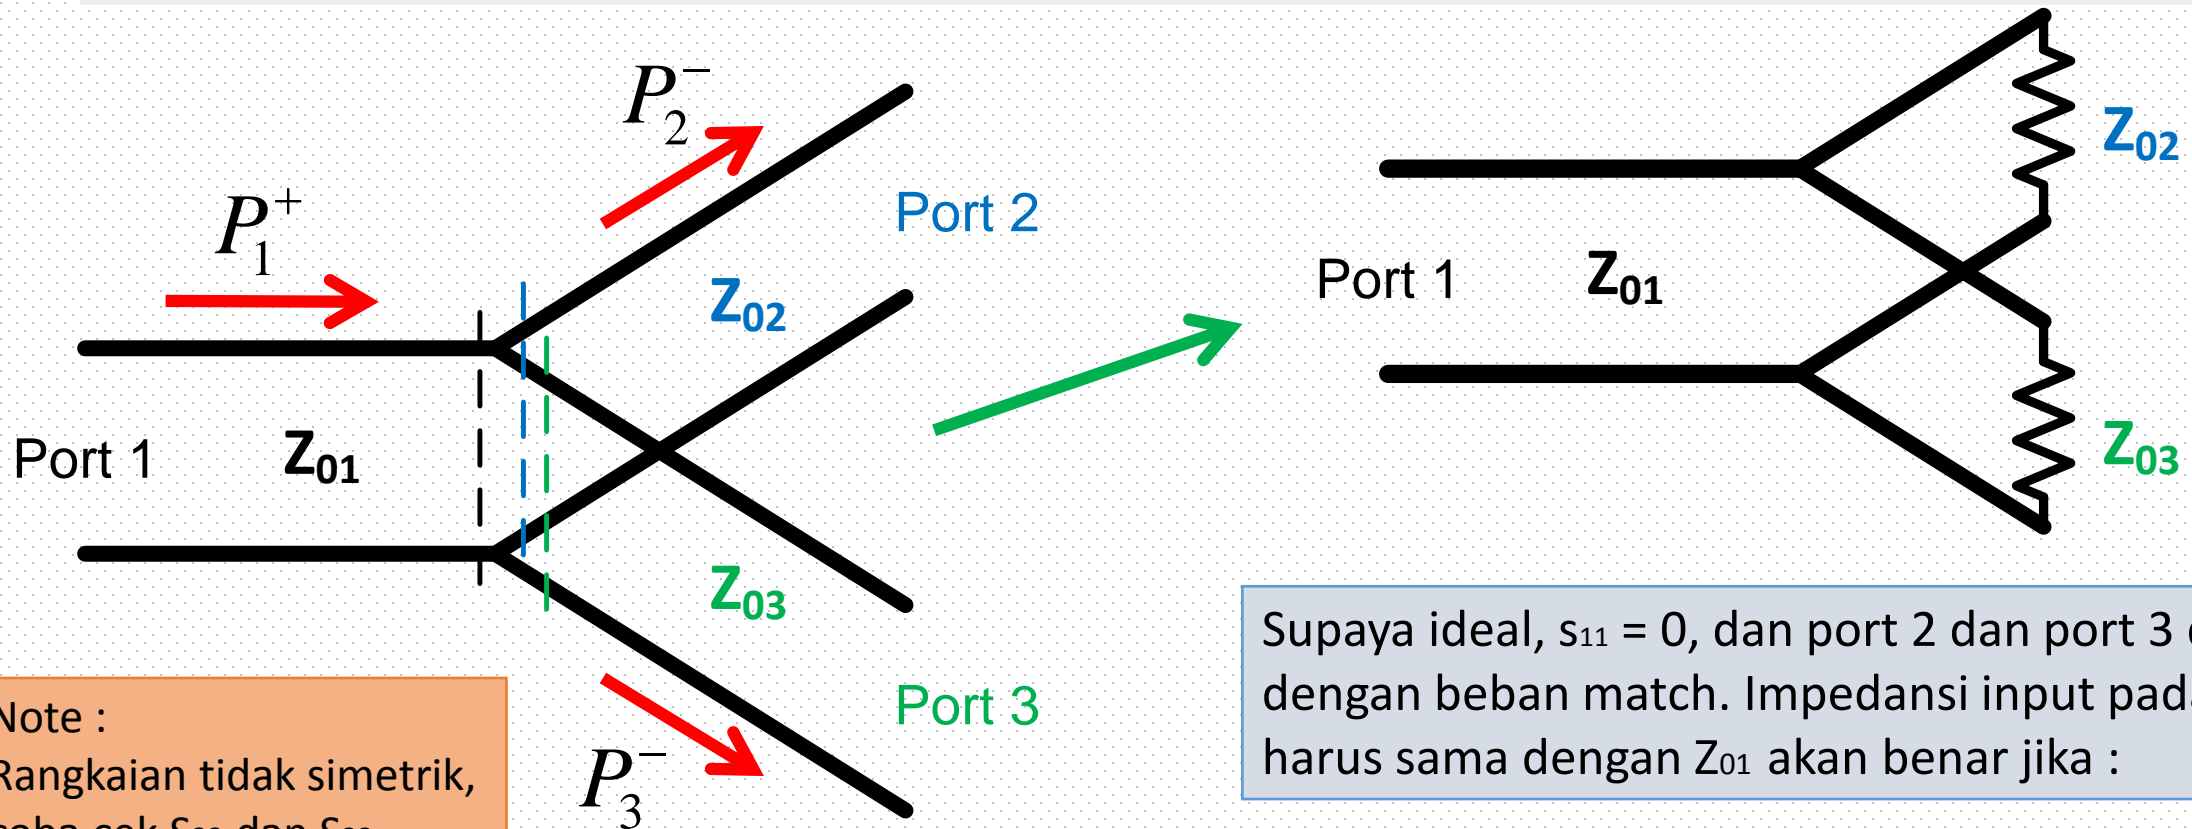 P₂⁻
P₁⁺
Port 2
Z₀₂
Port 1 Z₀₁
Z₀₃
Port 3
P₃⁻
Z₀₂
Port 1 Z₀₁
Z₀₃
Supaya ideal, s₁₁ = 0, dan port 2 dan port 3
dengan beban match. Impedansi input pada
harus sama dengan Z₀₁ akan benar jika :
Note :
Rangkaian tidak simetrik,